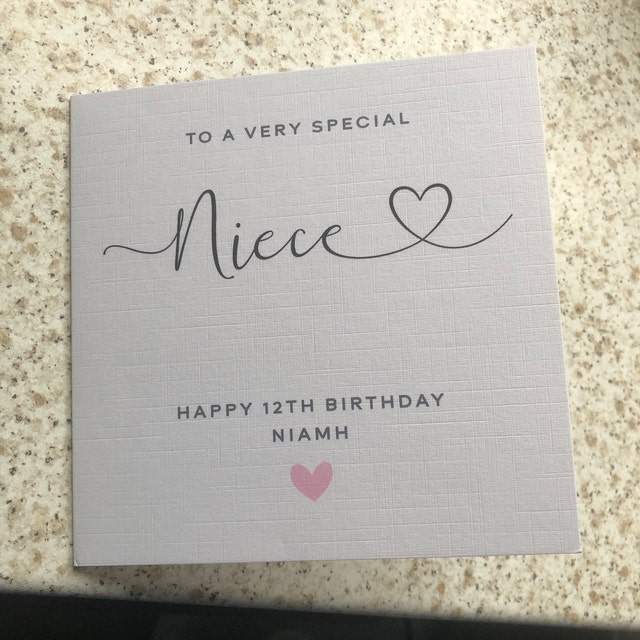 TO A VERY SPECIAL
Niece
HAPPY 12TH BIRTHDAY
NIAMH